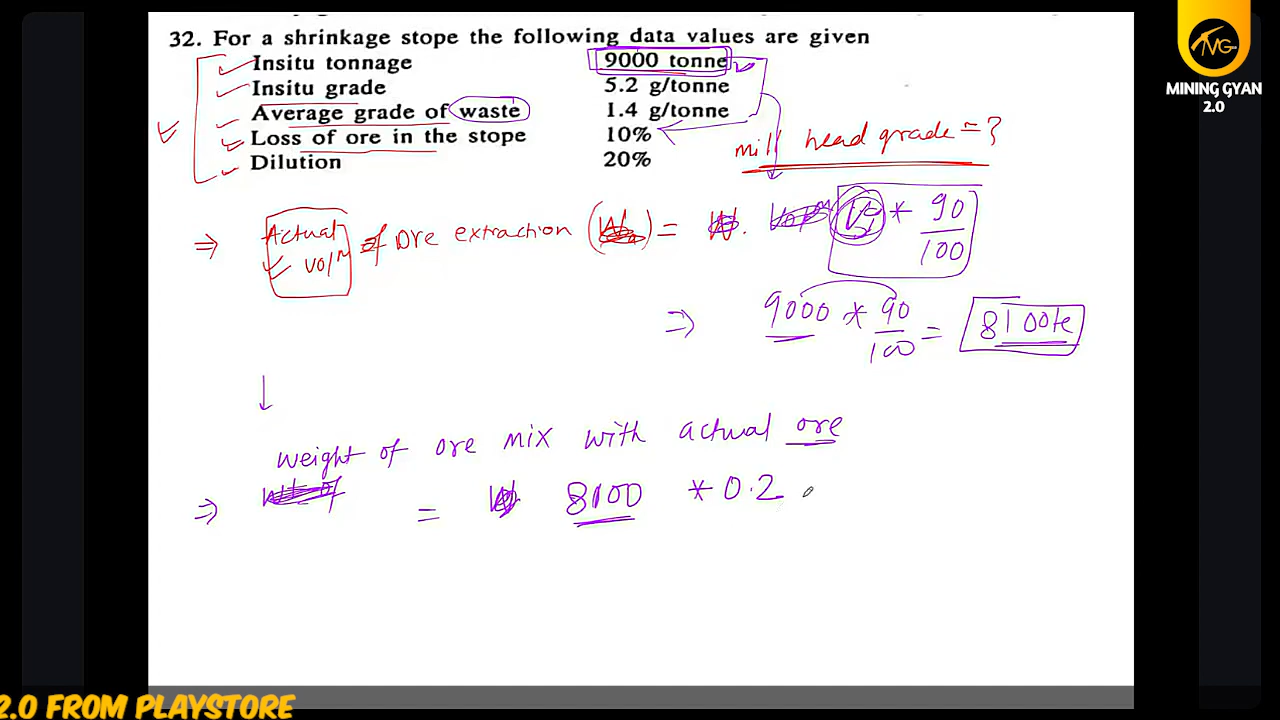 32. For a shrinkage stope the following data values are given
Insitu tonnage 9000 tonne
Insitu grade 5.2 g/tonne
Average grade of waste 1.4 g/tonne
Loss of ore in the stope 10%
Dilution 20%
mill head grade = ?
MINING GYAN
2.0
⇒ Actual volm of Ore extraction ( ) = * 90/100
⇒ 9000 * 90/100 = 8100te
↓
weight of ore mix with actual ore
⇒ = 8100 * 0.2
2.0 FROM PLAYSTORE